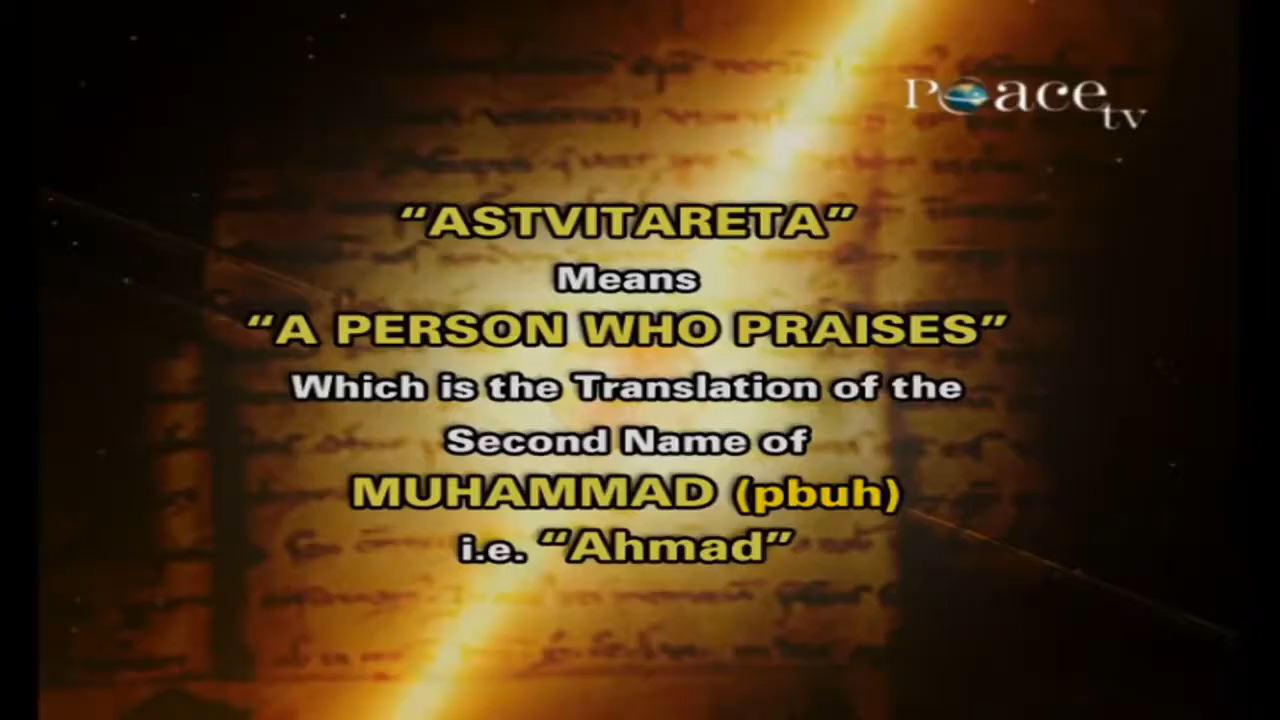 Peace tv
“ASTVITARETA”
Means
“A PERSON WHO PRAISES”
Which is the Translation of the
Second Name of
MUHAMMAD (pbuh)
i.e. “Ahmad”